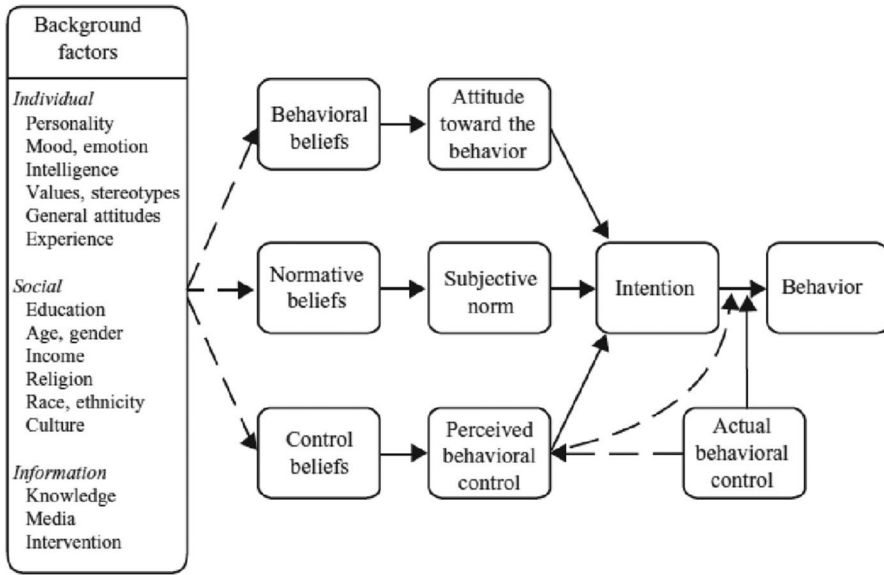 Background
factors
Individual
Personality
Mood, emotion
Intelligence
Values, stereotypes
General attitudes
Experience
Social
Education
Age, gender
Income
Religion
Race, ethnicity
Culture
Information
Knowledge
Media
Intervention
Behavioral
beliefs
Attitude
toward the
behavior
Normative
beliefs
Subjective
norm
Intention
Behavior
Control
beliefs
Perceived
behavioral
control
Actual
behavioral
control